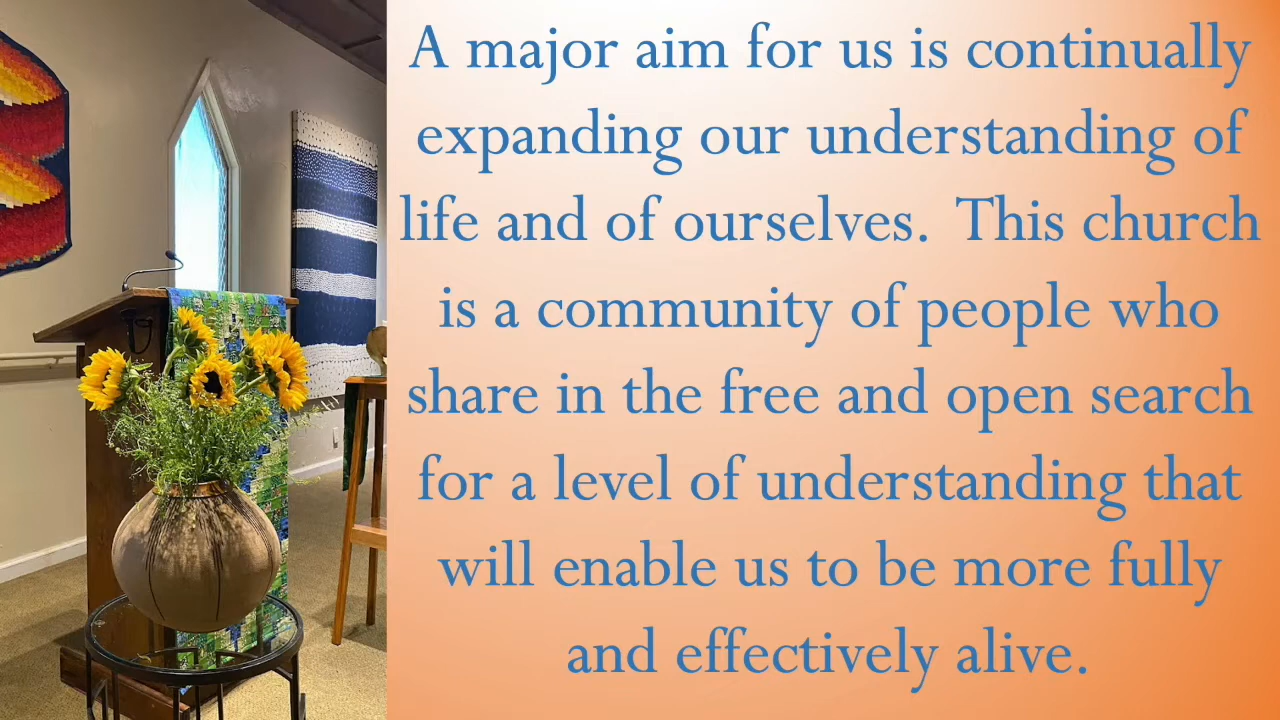 A major aim for us is continually
expanding our understanding of
life and of ourselves.  This church
is a community of people who
share in the free and open search
for a level of understanding that
will enable us to be more fully
and effectively alive.